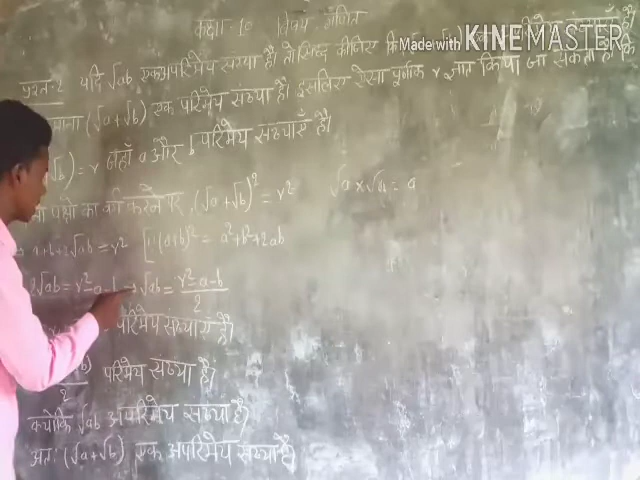 कक्षा - 10 विषय गणित
Made with KINEMASTER
प्रश्न-2 यदि √ab एक अपरिमेय संख्या है। तो सिद्ध कीजिए कि
माना (√a+√b) एक परिमेय संख्या है। इसलिए ऐसा पूर्णांक r ज्ञात किया जा सकता है कि
√b) = r जहाँ a और b परिमेय संख्याएँ है।
पक्षो का वर्ग करने पर, (√a + √b)² = r² √a × √a = a
a+b+2√ab = r² [∵(a+b)² = a²+b²+2ab
2√ab = r²-a-b → √ab = r²-a-b/2
परिमेय संख्याएँ हैं।
2 परिमेय संख्या है।
क्योकि √ab अपरिमेय संख्या है।
अतः (√a+√b) एक अपरिमेय संख्या है।